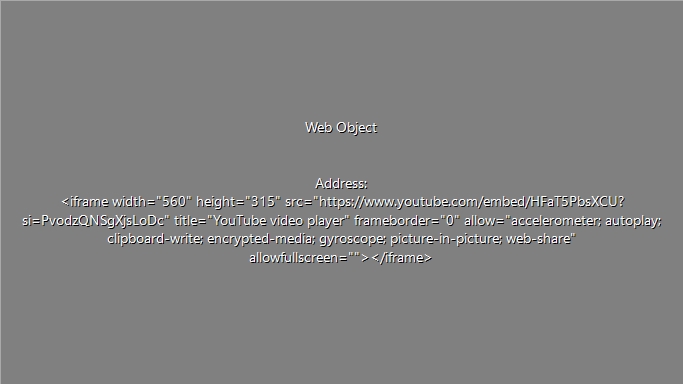 Web Object
Address:
<iframe width="560" height="315" src="https://www.youtube.com/embed/HFaT5PbsXCU?
si=PvodzQNSgXjsLoDc" title="YouTube video player" frameborder="0" allow="accelerometer; autoplay;
clipboard-write; encrypted-media; gyroscope; picture-in-picture; web-share"
allowfullscreen=""></iframe>